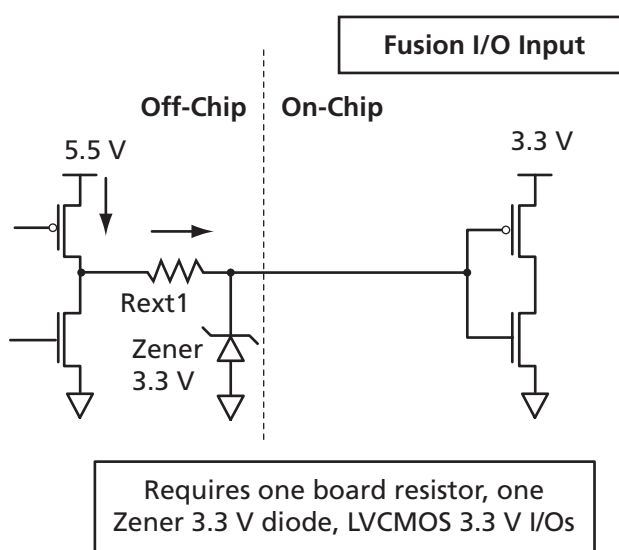 Fusion I/O Input
Off-Chip
On-Chip
5.5 V
3.3 V
Rext1
Zener
3.3 V
Requires one board resistor, one
Zener 3.3 V diode, LVCMOS 3.3 V I/Os